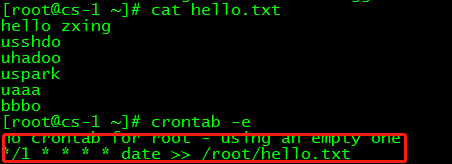 [root@cs-1 ~]# cat hello.txt
hello zxing
usshdo
uhadoo
uspark
uaaa
bbbo
[root@cs-1 ~]# crontab -e
no crontab for root - using an empty one
*/1 * * * * date >> /root/hello.txt